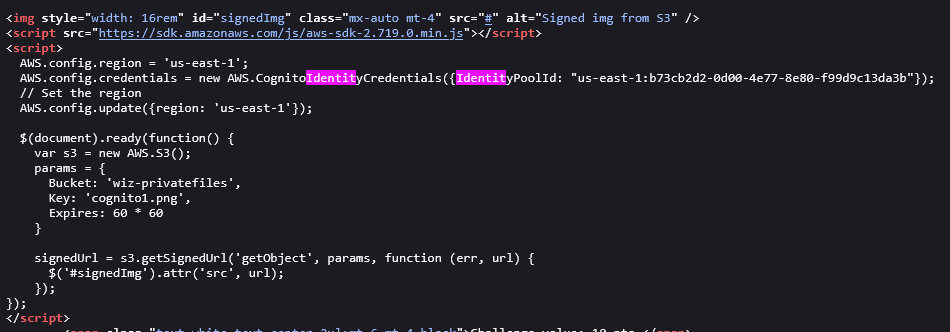 <img style="width: 16rem" id="signedImg" class="mx-auto mt-4" src="#" alt="Signed img from S3" />
<script src="https://sdk.amazonaws.com/js/aws-sdk-2.719.0.min.js"></script>
<script>
  AWS.config.region = 'us-east-1';
  AWS.config.credentials = new AWS.CognitoIdentityCredentials({IdentityPoolId: "us-east-1:b73cb2d2-0d00-4e77-8e80-f99d9c13da3b"});
  // Set the region
  AWS.config.update({region: 'us-east-1'});

  $(document).ready(function() {
    var s3 = new AWS.S3();
    params = {
      Bucket: 'wiz-privatefiles',
      Key: 'cognito1.png',
      Expires: 60 * 60
    }

    signedUrl = s3.getSignedUrl('getObject', params, function (err, url) {
      $('#signedImg').attr('src', url);
    });
});
</script>